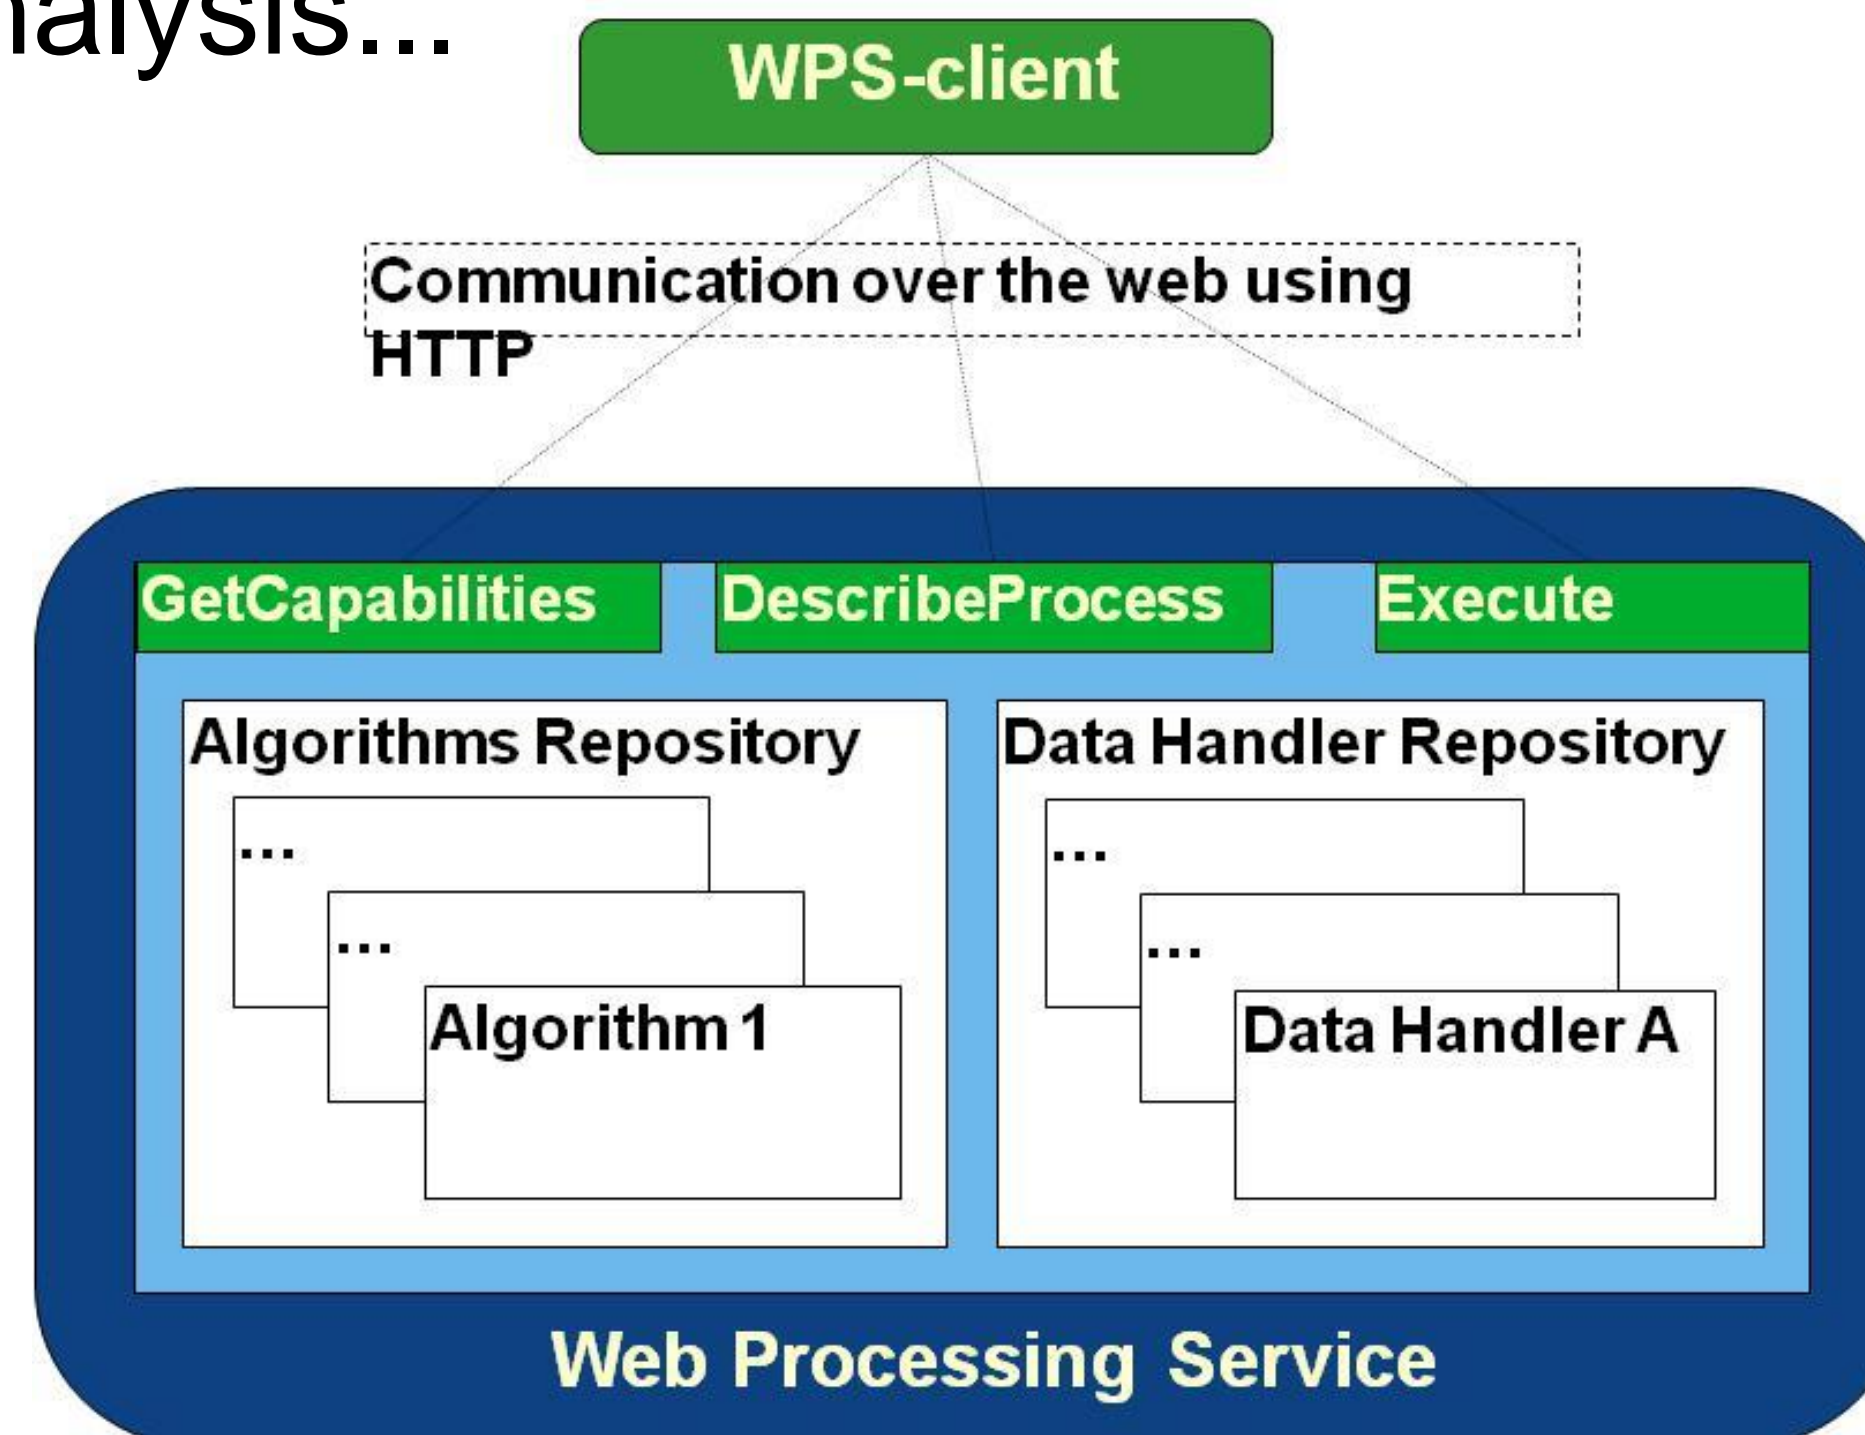 nalysis...
WPS-client
Communication over the web using
HTTP
GetCapabilities
DescribeProcess
Execute
Algorithms Repository
...
...
Algorithm 1
Data Handler Repository
...
...
Data Handler A
Web Processing Service